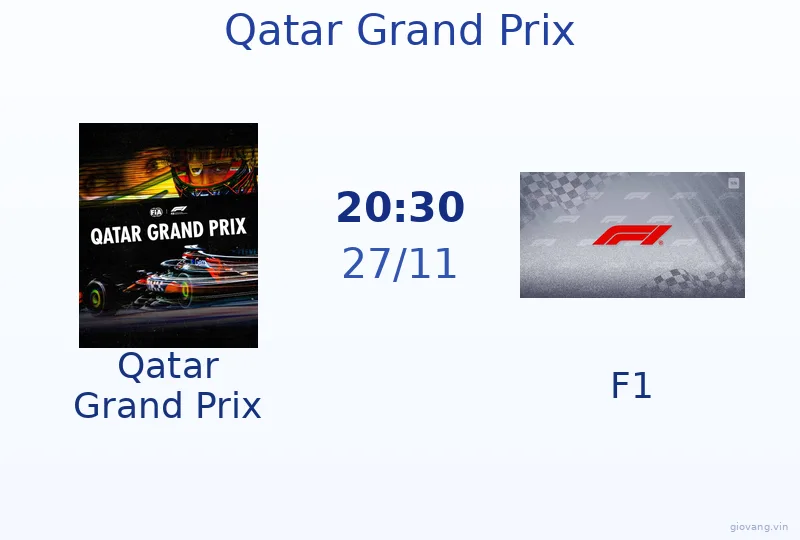 Qatar Grand Prix
FIA
QATAR GRAND PRIX
20:30
27/11
Qatar
Grand Prix
F1
giovang.vin